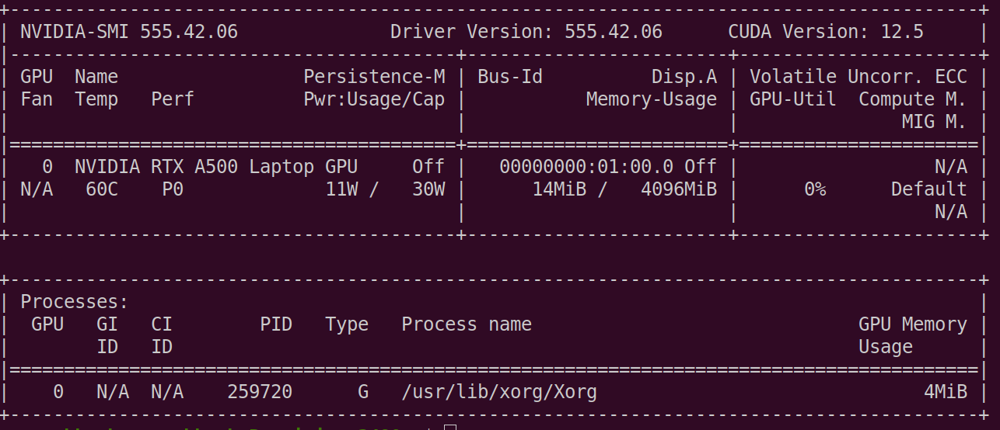 +-----------------------------------------------------------------------------------------+
| NVIDIA-SMI 555.42.06              Driver Version: 555.42.06      CUDA Version: 12.5     |
|-----------------------------------------+------------------------+----------------------+
| GPU  Name                 Persistence-M | Bus-Id          Disp.A | Volatile Uncorr. ECC |
| Fan  Temp   Perf          Pwr:Usage/Cap |           Memory-Usage | GPU-Util  Compute M. |
|                                         |                        |               MIG M. |
|=========================================+========================+======================|
|   0  NVIDIA RTX A500 Laptop GPU     Off |   00000000:01:00.0 Off |                  N/A |
| N/A   60C    P0             11W /   30W |      14MiB /   4096MiB |      0%      Default |
|                                         |                        |                  N/A |
+-----------------------------------------+------------------------+----------------------+
+-----------------------------------------------------------------------------------------+
| Processes:                                                                              |
|  GPU   GI   CI        PID   Type   Process name                              GPU Memory |
|        ID   ID                                                               Usage      |
|=========================================================================================|
|    0   N/A  N/A    259720      G   /usr/lib/xorg/Xorg                              4MiB |
+-----------------------------------------------------------------------------------------+